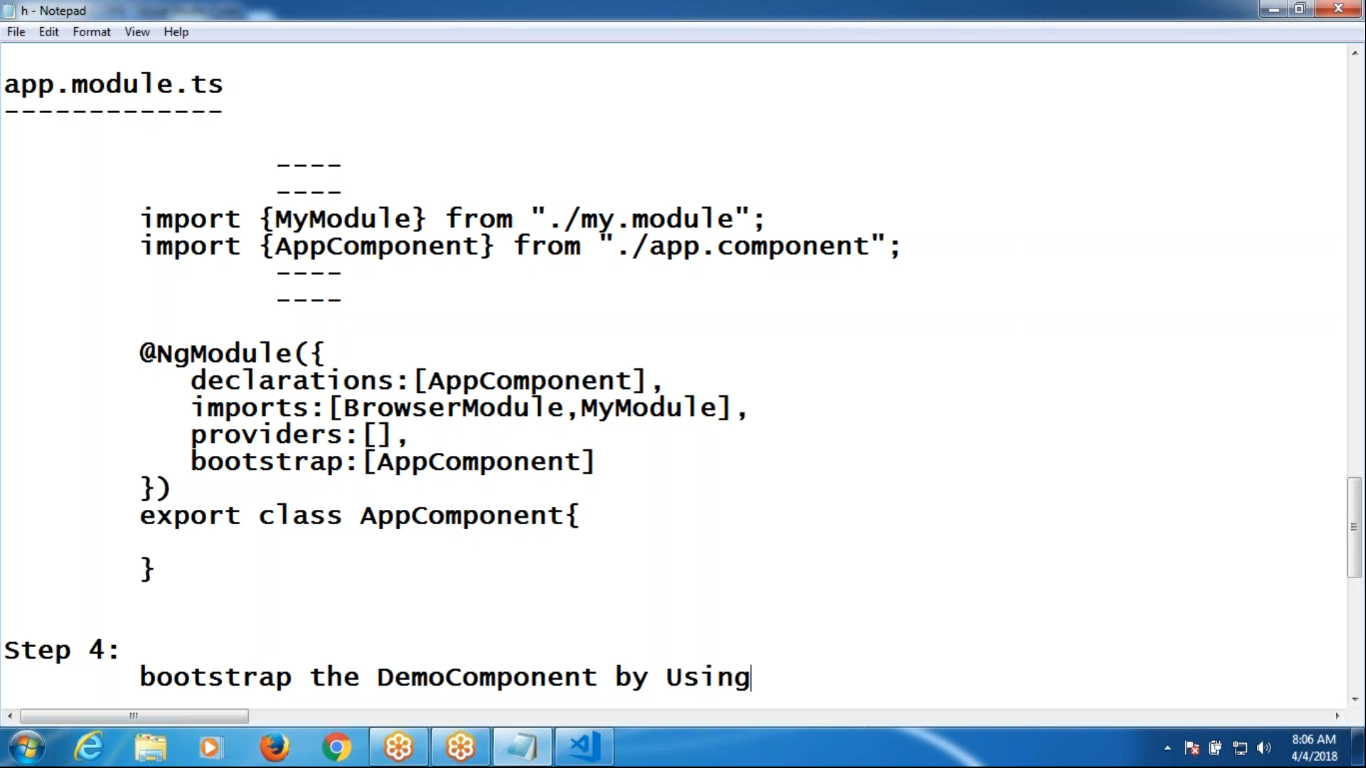 h - Notepad
File Edit Format View Help
app.module.ts
-------------
----
----
import {MyModule} from "./my.module";
import {AppComponent} from "./app.component";
----
----
@NgModule({
declarations:[AppComponent],
imports:[BrowserModule,MyModule],
providers:[],
bootstrap:[AppComponent]
})
export class AppComponent{
}
Step 4:
bootstrap the DemoComponent by Using
8:06 AM
4/4/2018